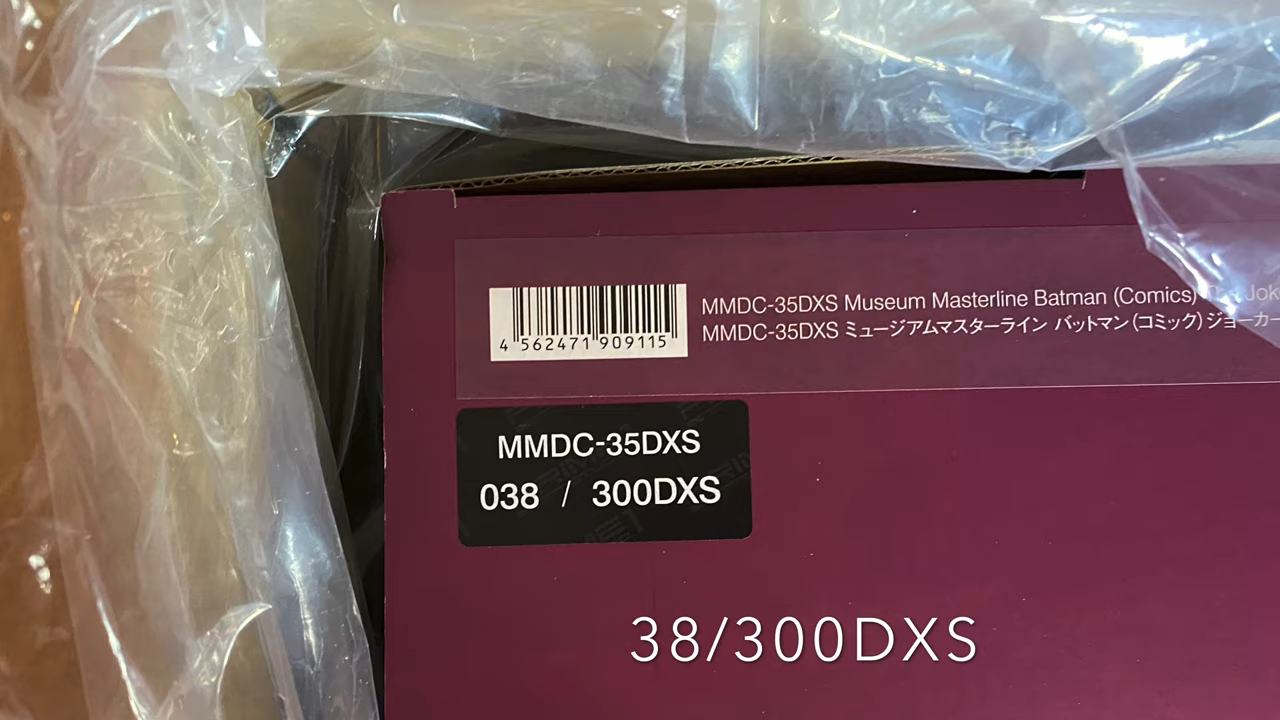 MMDC-35DXS Museum Masterline Batman (Comics) The Jok
MMDC-35DXS ミュージアムマスターライン バットマン（コミック）ジョーカー
4 562471 909115
MMDC-35DXS
038 / 300DXS
38/300DXS